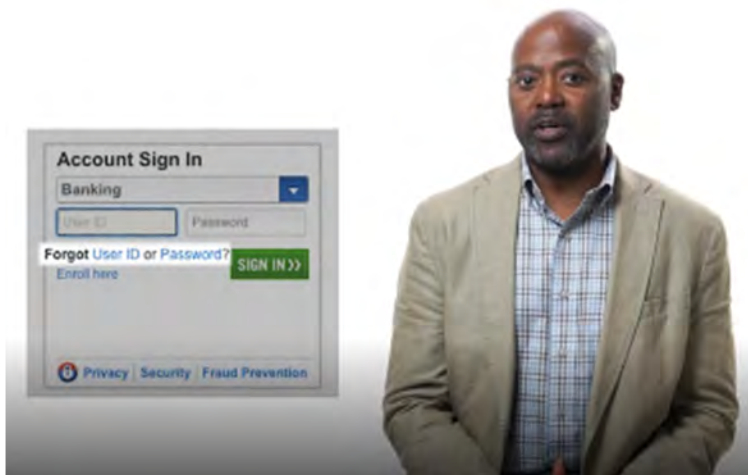 Account Sign In
Banking
User ID Password
Forgot User ID or Password?
SIGN IN»
Enroll here
Privacy Security Fraud Prevention